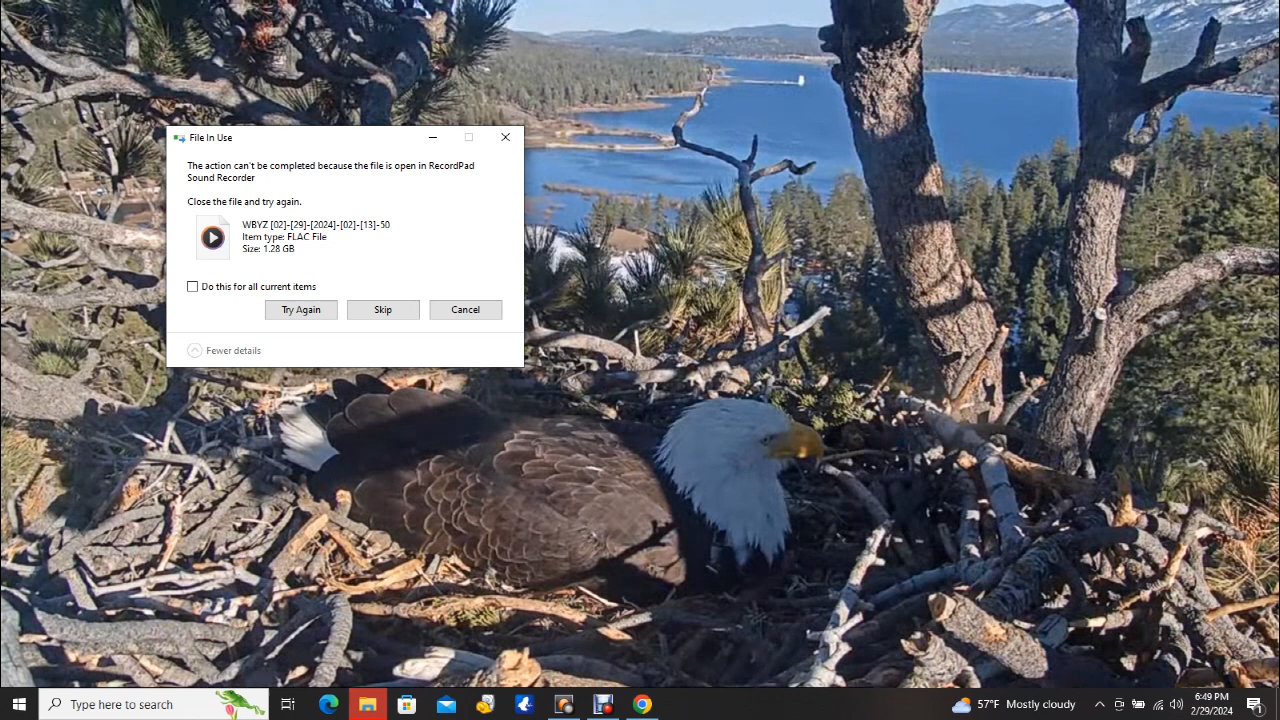 File In Use
The action can't be completed because the file is open in RecordPad
Sound Recorder
Close the file and try again.
WBYZ [02]-[29]-[2024]-[02]-[13]-50
Item type: FLAC File
Size: 1.28 GB
Do this for all current items
Try Again Skip Cancel
Fewer details
Type here to search
57°F Mostly cloudy
6:49 PM
2/29/2024
1